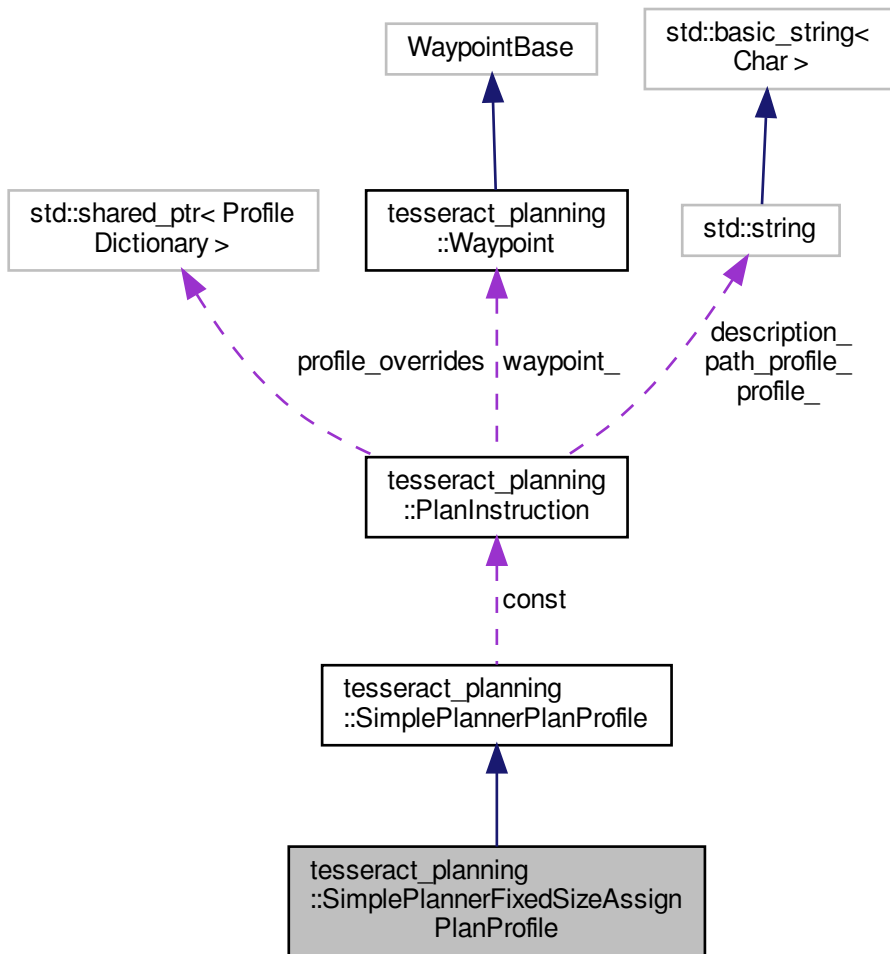 WaypointBase
std::basic_string<
Char >
std::shared_ptr< Profile
Dictionary >
tesseract_planning
::Waypoint
std::string
profile_overrides
waypoint_
description_
path_profile_
profile_
tesseract_planning
::PlanInstruction
const
tesseract_planning
::SimplePlannerPlanProfile
tesseract_planning
::SimplePlannerFixedSizeAssign
PlanProfile